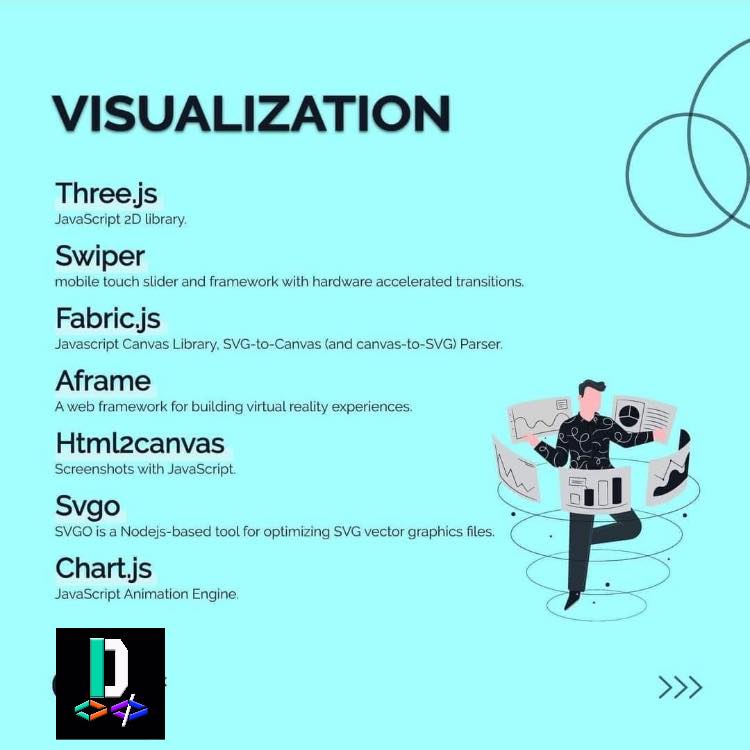 VISUALIZATION
Three.js
JavaScript 2D library.
Swiper
mobile touch slider and framework with hardware accelerated transitions.
Fabric.js
Javascript Canvas Library, SVG-to-Canvas (and canvas-to-SVG) Parser.
Aframe
A web framework for building virtual reality experiences.
Html2canvas
Screenshots with JavaScript.
Svgo
SVGO is a Nodejs-based tool for optimizing SVG vector graphics files.
Chart.js
JavaScript Animation Engine.
D